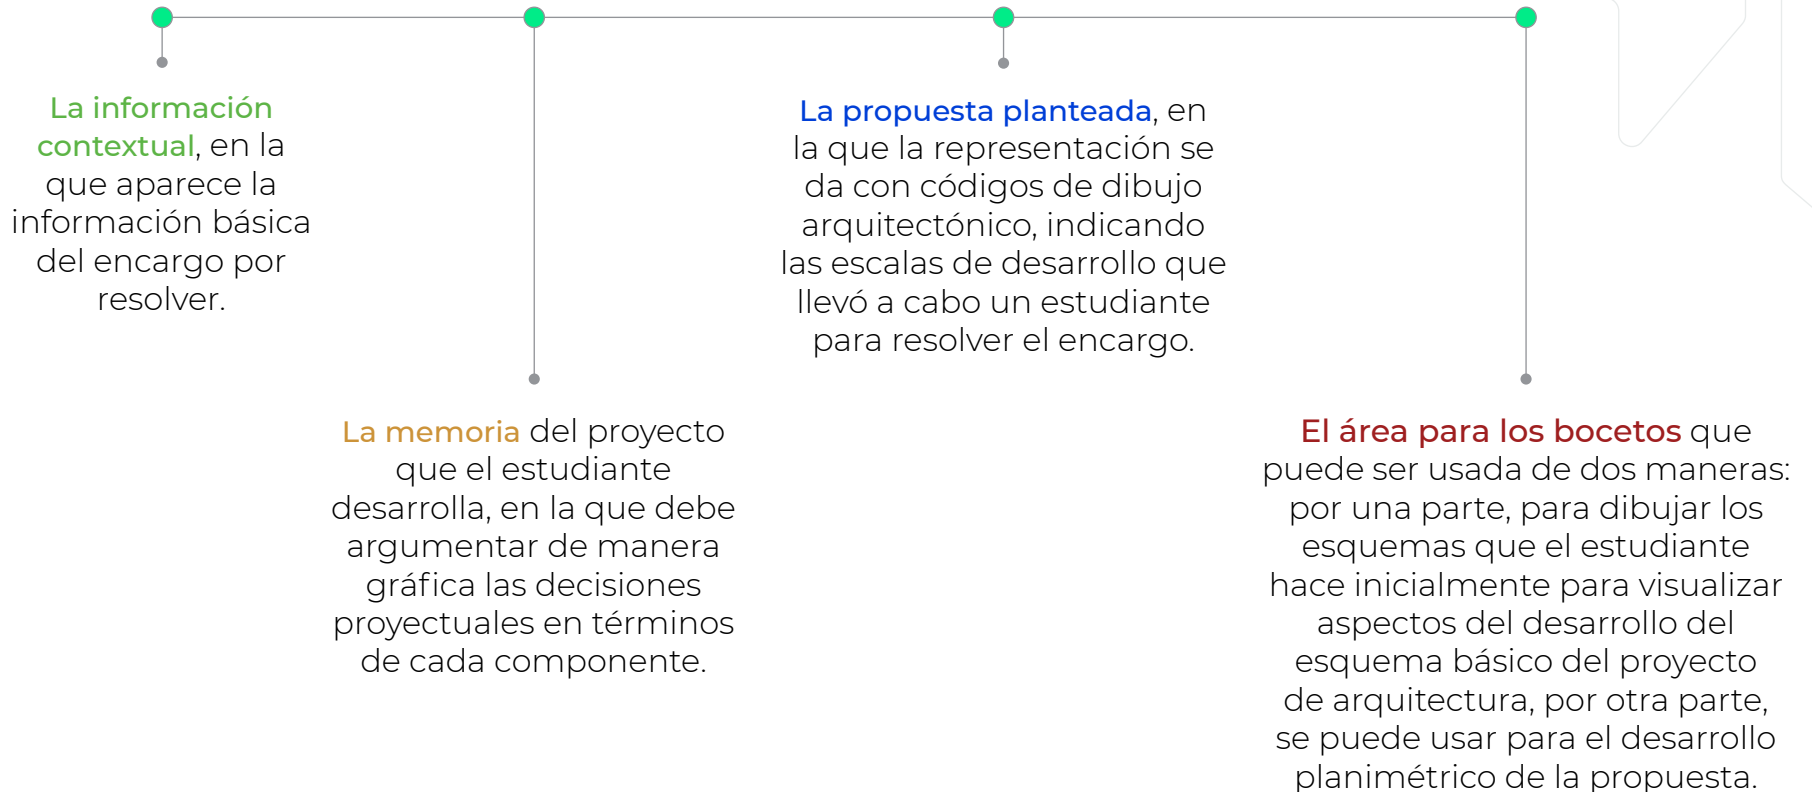 La información
contextual, en la
que aparece la
información básica
del encargo por
resolver.
La memoria del proyecto
que el estudiante
desarrolla, en la que debe
argumentar de manera
gráfica las decisiones
proyectuales en términos
de cada componente.
La propuesta planteada, en
la que la representación se
da con códigos de dibujo
arquitectónico, indicando
las escalas de desarrollo que
llevó a cabo un estudiante
para resolver el encargo.
El área para los bocetos que
puede ser usada de dos maneras:
por una parte, para dibujar los
esquemas que el estudiante
hace inicialmente para visualizar
aspectos del desarrollo del
esquema básico del proyecto
de arquitectura, por otra parte,
se puede usar para el desarrollo
planimétrico de la propuesta.